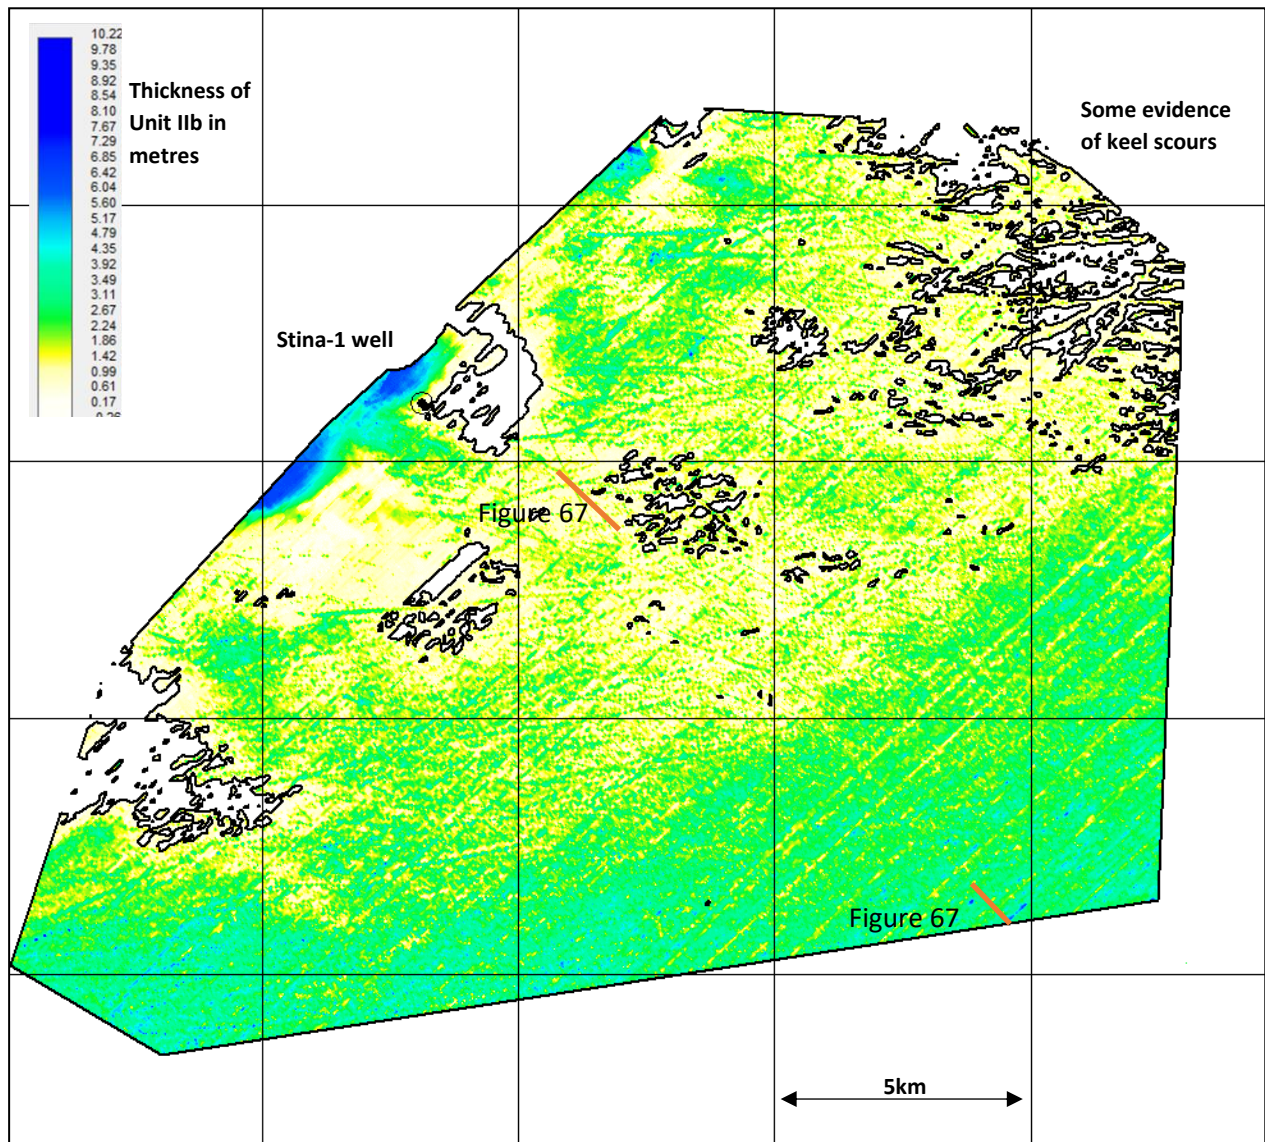 10.22
9.78
9.35
8.92
8.54
8.10
7.67
7.29
6.85
6.42
6.04
5.60
5.17
4.79
4.35
3.92
3.49
3.11
2.67
2.24
1.86
1.42
0.99
0.61
0.17
Thickness of
Unit IIb in
metres
Some evidence
of keel scours
Stina-1 well
Figure 67
Figure 67
5km